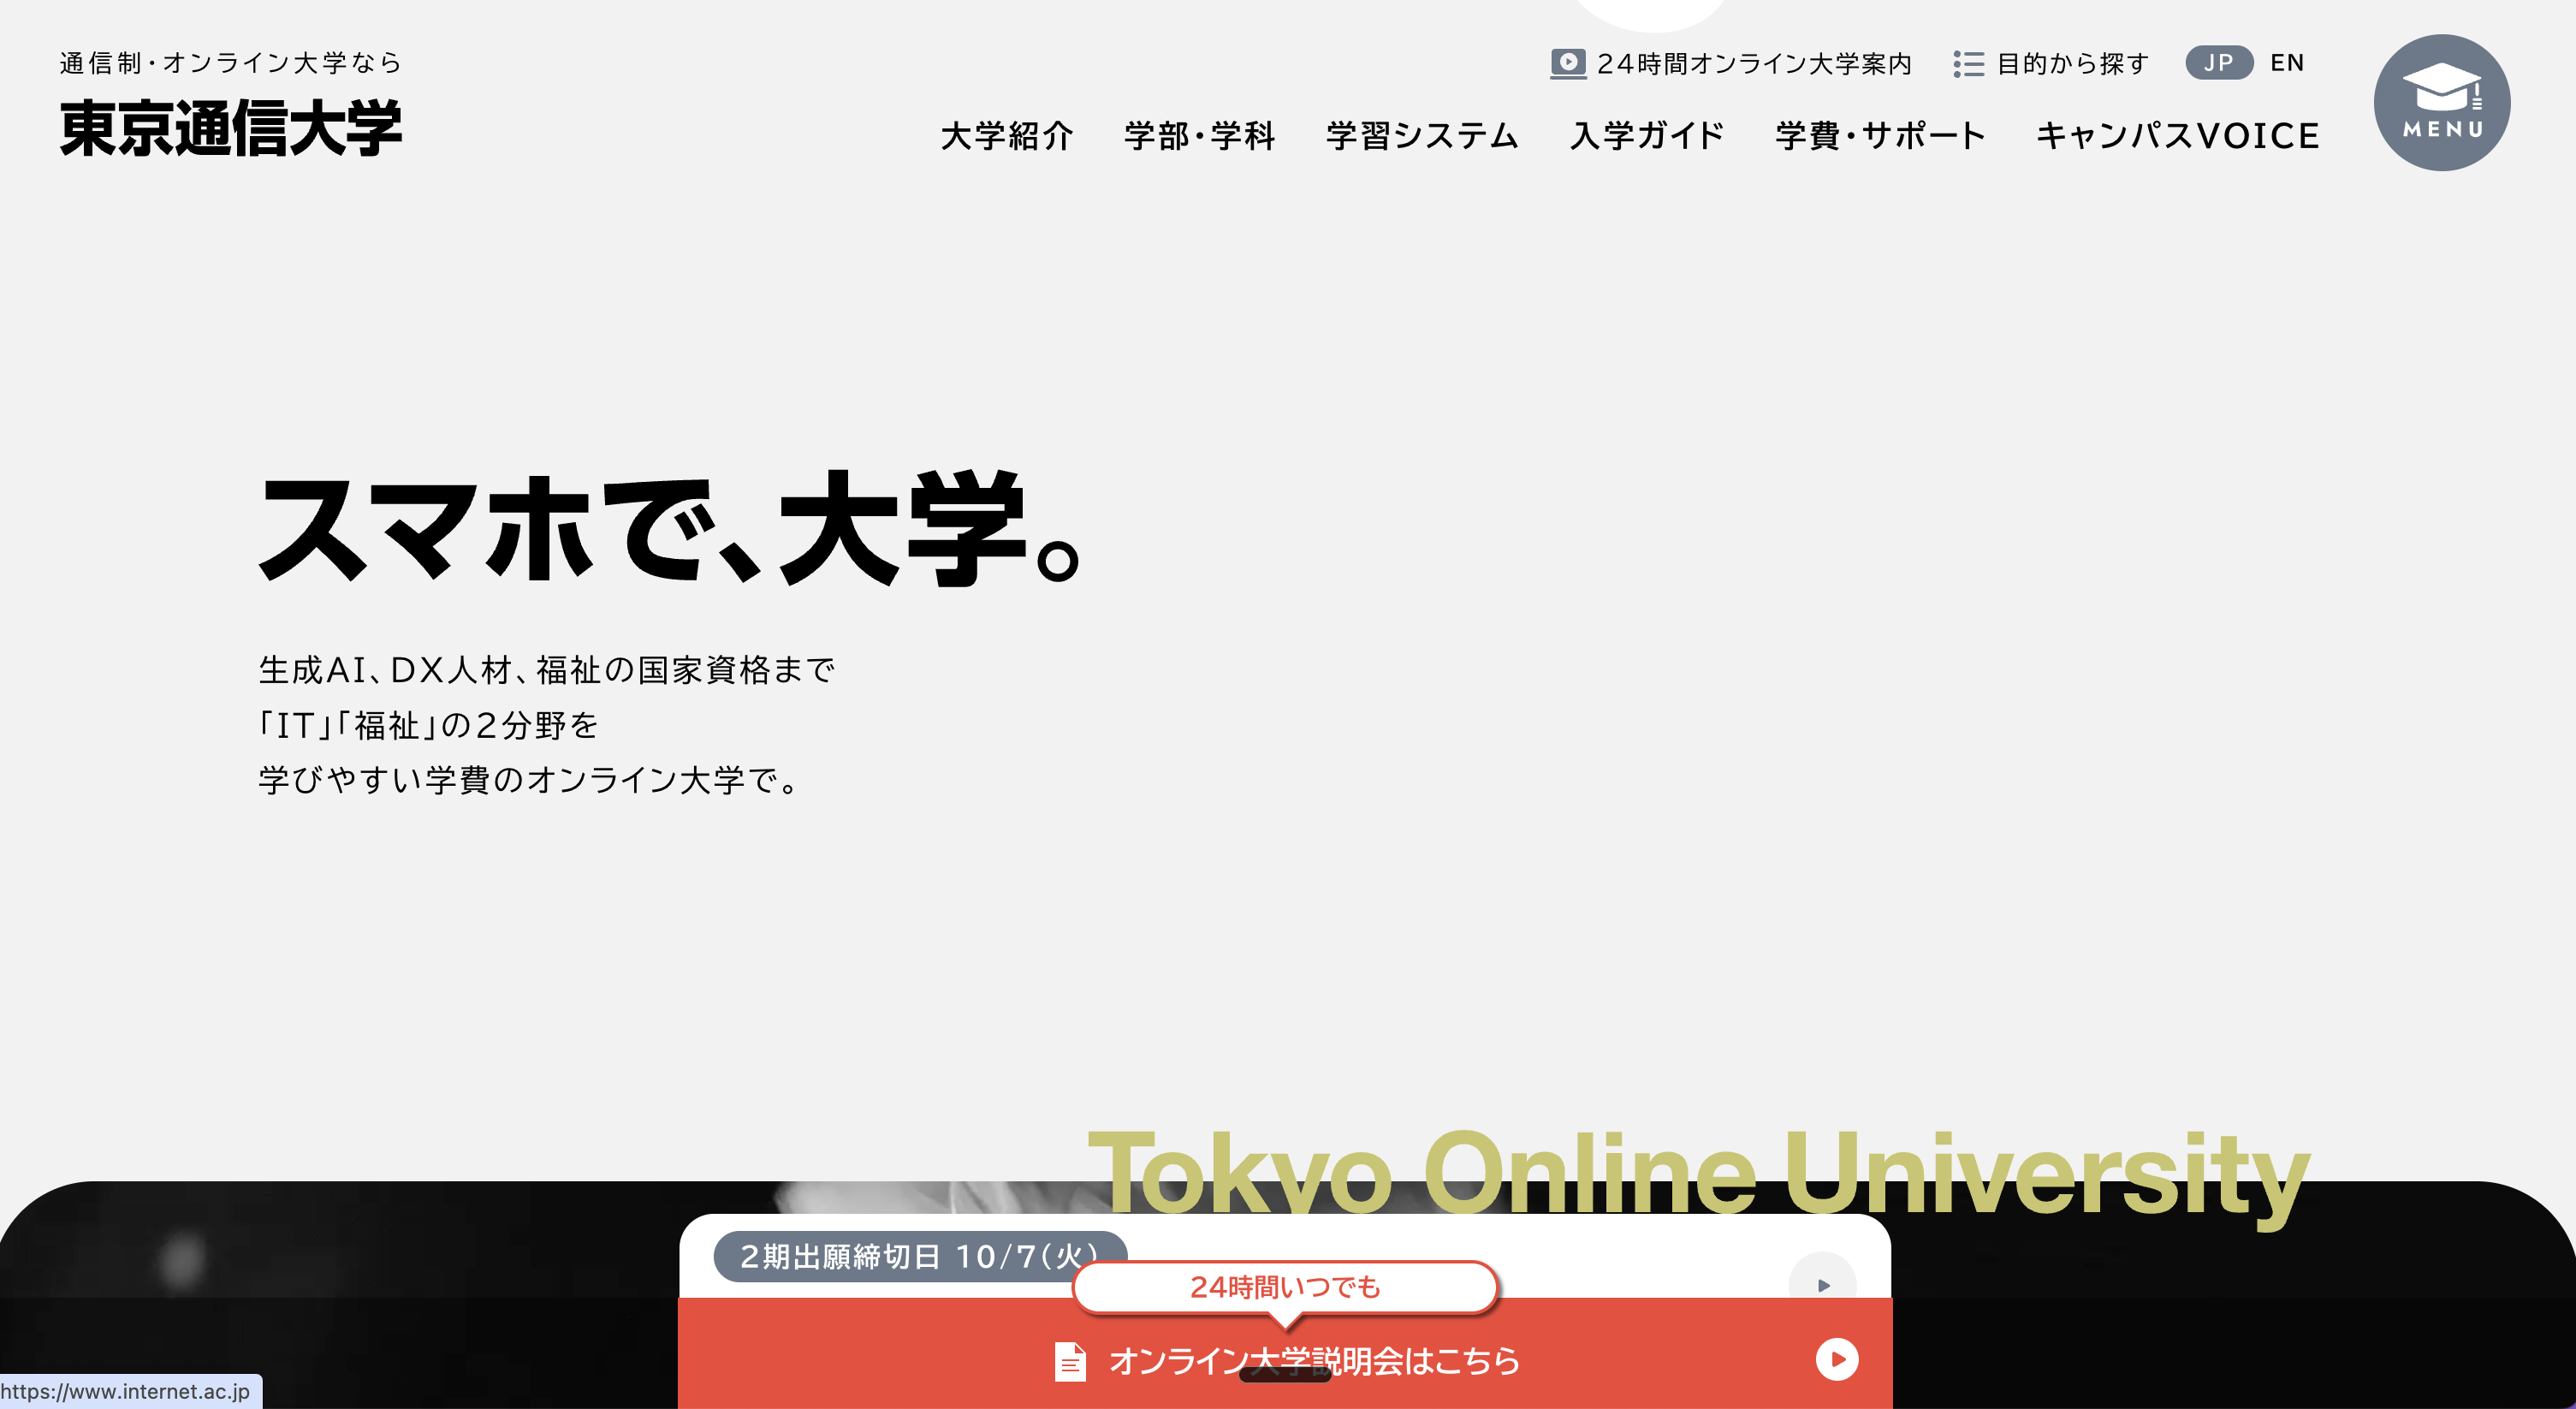 通信制・オンライン大学なら
東京通信大学
24時間オンライン大学案内 目的から探す JP EN
大学紹介 学部・学科 学習システム 入学ガイド 学費・サポート キャンパスVOICE
MENU
スマホで、大学。
生成AI、DX人材、福祉の国家資格まで
「IT」「福祉」の2分野を
学びやすい学費のオンライン大学で。
Tokyo Online University
2期出願締切日 10/7(火)
24時間いつでも
オンライン大学説明会はこちら
https://www.internet.ac.jp